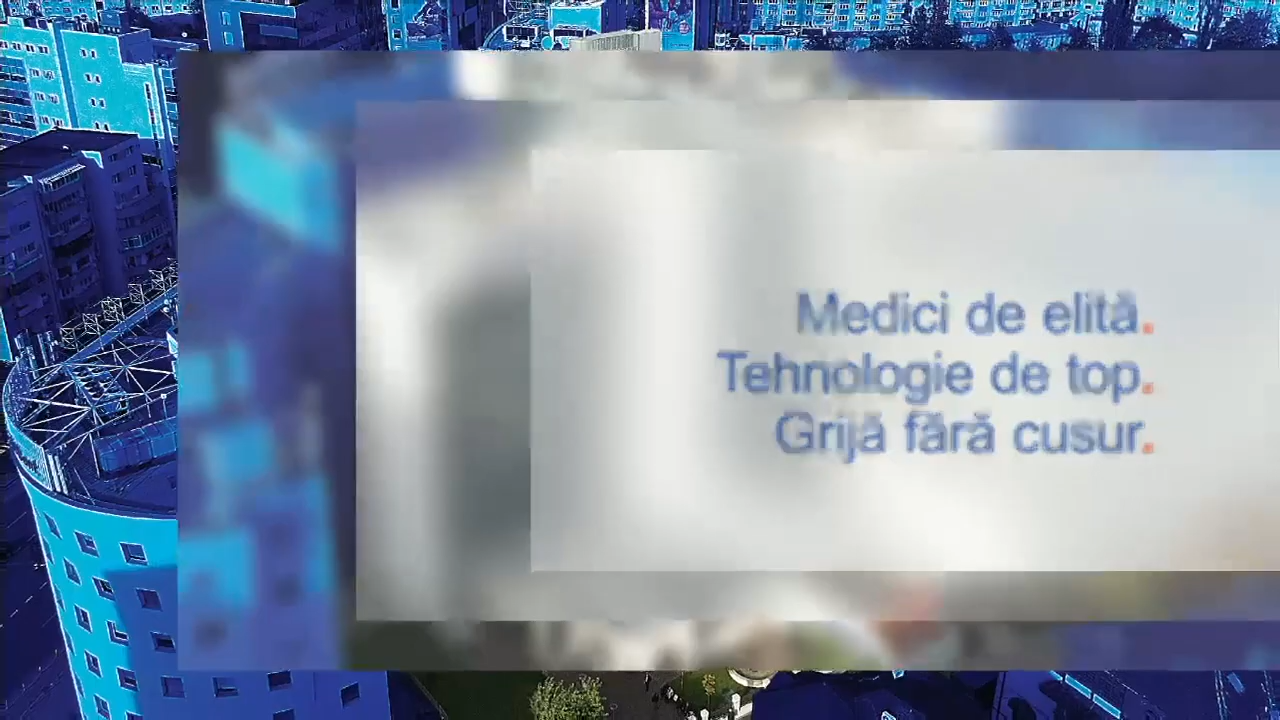 Medici de elită.
Tehnologie de top.
Grijă fără cusur.